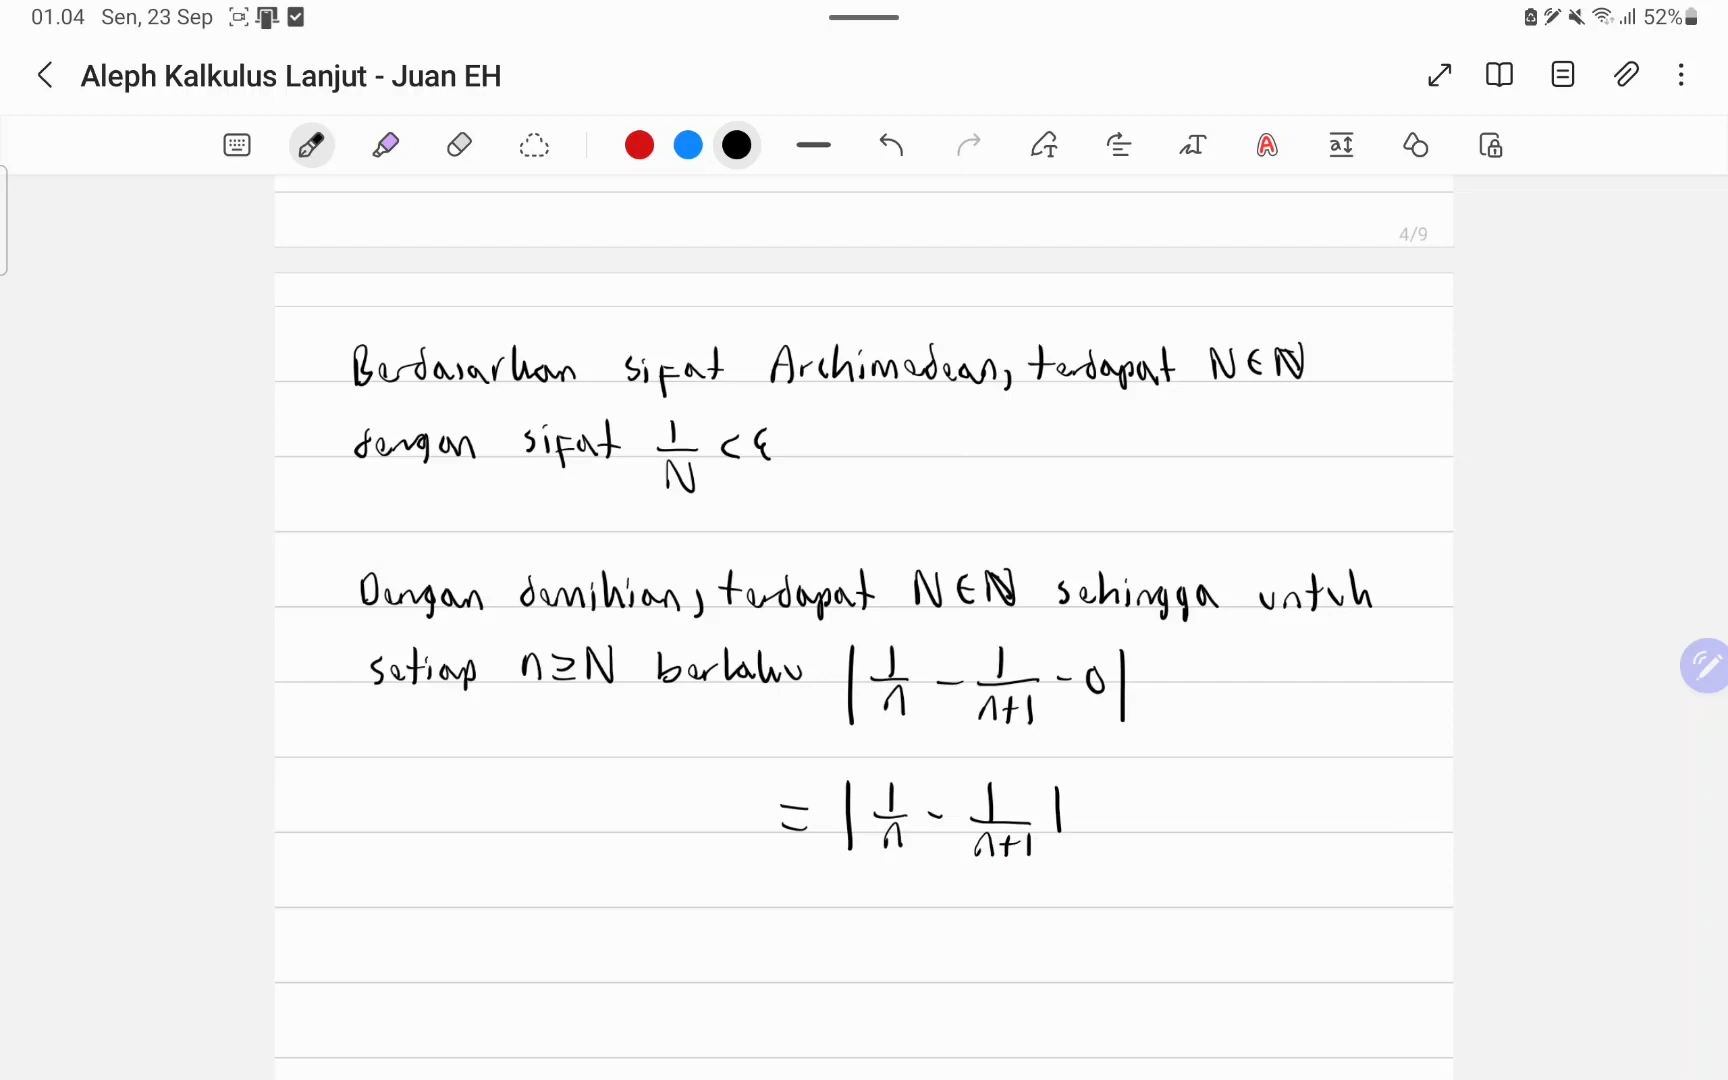 01.04 Sen, 23 Sep 52%
Aleph Kalkulus Lanjut - Juan EH
4/9
Berdasarkan sifat Archimedean, terdapat N ∈ ℕ
dengan sifat 1/N < ε
Dengan demikian, terdapat N ∈ ℕ sehingga untuk
setiap n ≥ N berlaku |1/n - 1/(n+1) - 0|
= |1/n - 1/(n+1)|